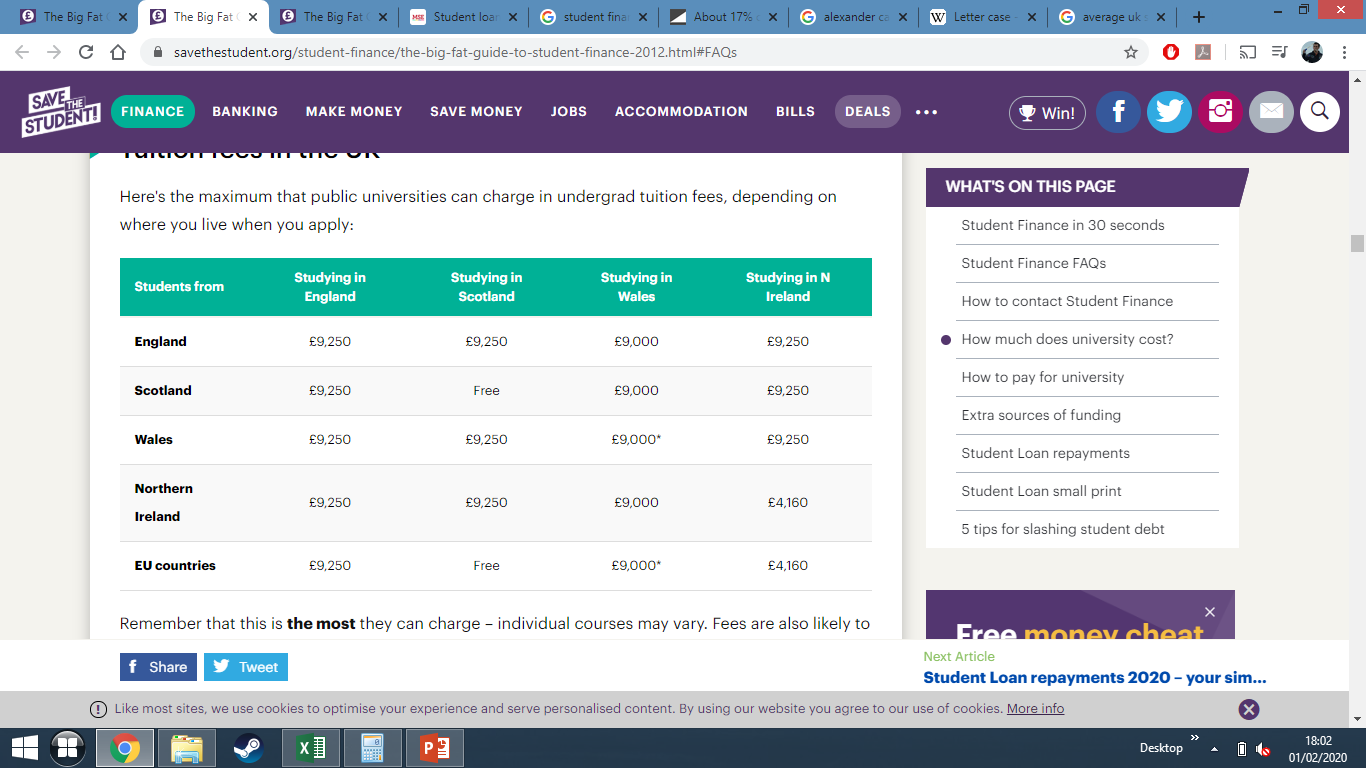 The Big Fat
The Big Fat
The Big Fat
Student loan
student finan
About 17%
alexander ca
Letter case
average uk s
savethestudent.org/student-finance/the-big-fat-guide-to-student-finance-2012.html#FAQs
SAVE
THE
STUDENT!
FINANCE BANKING MAKE MONEY SAVE MONEY JOBS ACCOMMODATION BILLS DEALS
Win!
Tuition fees in the UK
Here's the maximum that public universities can charge in undergrad tuition fees, depending on
where you live when you apply:
Students from Studying in England Studying in Scotland Studying in Wales Studying in N Ireland
England £9,250 £9,250 £9,000 £9,250
Scotland £9,250 Free £9,000 £9,250
Wales £9,250 £9,250 £9,000* £9,250
Northern Ireland £9,250 £9,250 £9,000 £4,160
EU countries £9,250 Free £9,000* £4,160
Remember that this is the most they can charge – individual courses may vary. Fees are also likely to
WHAT'S ON THIS PAGE
Student Finance in 30 seconds
Student Finance FAQs
How to contact Student Finance
How much does university cost?
How to pay for university
Extra sources of funding
Student Loan repayments
Student Loan small print
5 tips for slashing student debt
Free money cheat
Share
Tweet
Next Article
Student Loan repayments 2020 – your sim...
Like most sites, we use cookies to optimise your experience and serve personalised content. By using our website you agree to our use of cookies. More info
Desktop
18:02
01/02/2020